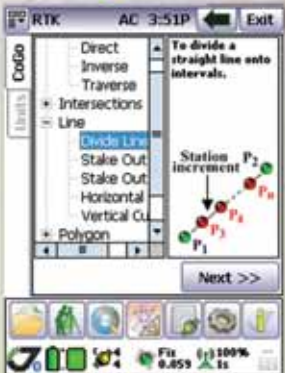 RTK AC 3:51P Exit
CoGo
Units
Direct
Inverse
Traverse
Intersections
Line
Divide Line
Stake Out
Stake Out
Horizontal
Vertical Cu
Polygon
To divide a
straight line onto
intervals.
Station
increment
P2
Pn
P4
P3
P1
Next >>
Fix
0.059
100%
1s